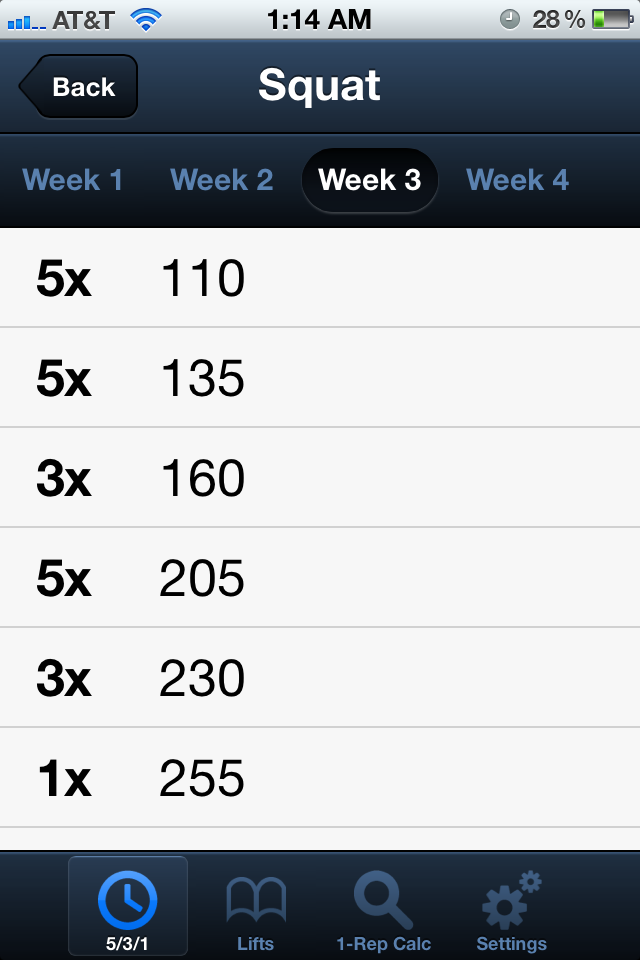 AT&T 1:14 AM 28 %
Back Squat
Week 1 Week 2 Week 3 Week 4
5x 110
5x 135
3x 160
5x 205
3x 230
1x 255
5/3/1 Lifts 1-Rep Calc Settings